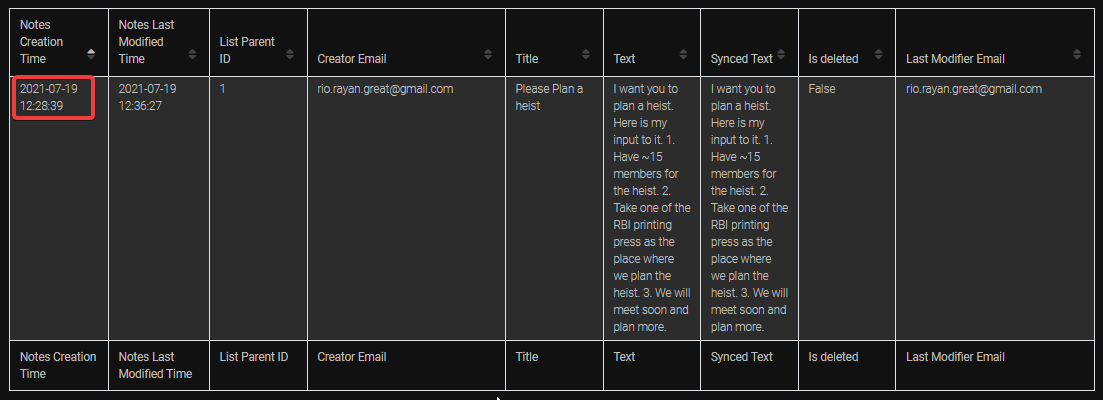 Notes
Creation
Time
Notes Last
Modified
Time
List Parent
ID
Creator Email
Title
Text
Synced Text
Is deleted
Last Modifier Email
2021-07-19
12:28:39
2021-07-19
12:36:27
1
rio.rayan.great@gmail.com
Please Plan a
heist
I want you to
plan a heist.
Here is my
input to it. 1.
Have ~15
members for
the heist. 2.
Take one of the
RBI printing
press as the
place where
we plan the
heist. 3. We will
meet soon and
plan more.
I want you to
plan a heist.
Here is my
input to it. 1.
Have ~15
members for
the heist. 2.
Take one of the
RBI printing
press as the
place where
we plan the
heist. 3. We will
meet soon and
plan more.
False
rio.rayan.great@gmail.com
Notes Creation
Time
Notes Last
Modified Time
List Parent ID
Creator Email
Title
Text
Synced Text
Is deleted
Last Modifier Email